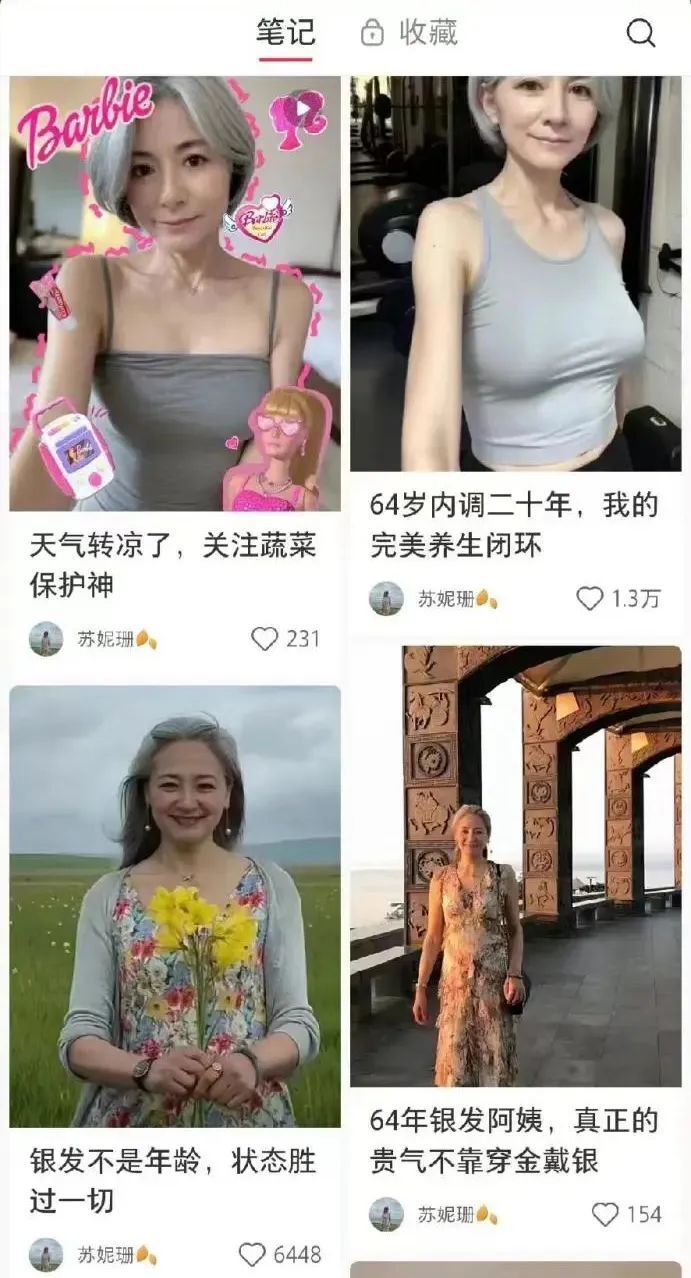 笔记
收藏
Barbie
Barbie
天气转凉了，关注蔬菜
保护神
苏妮珊
231
64岁内调二十年，我的
完美养生闭环
苏妮珊
1.3万
银发不是年龄，状态胜
过一切
苏妮珊
6448
64年银发阿姨，真正的
贵气不靠穿金戴银
苏妮珊
154